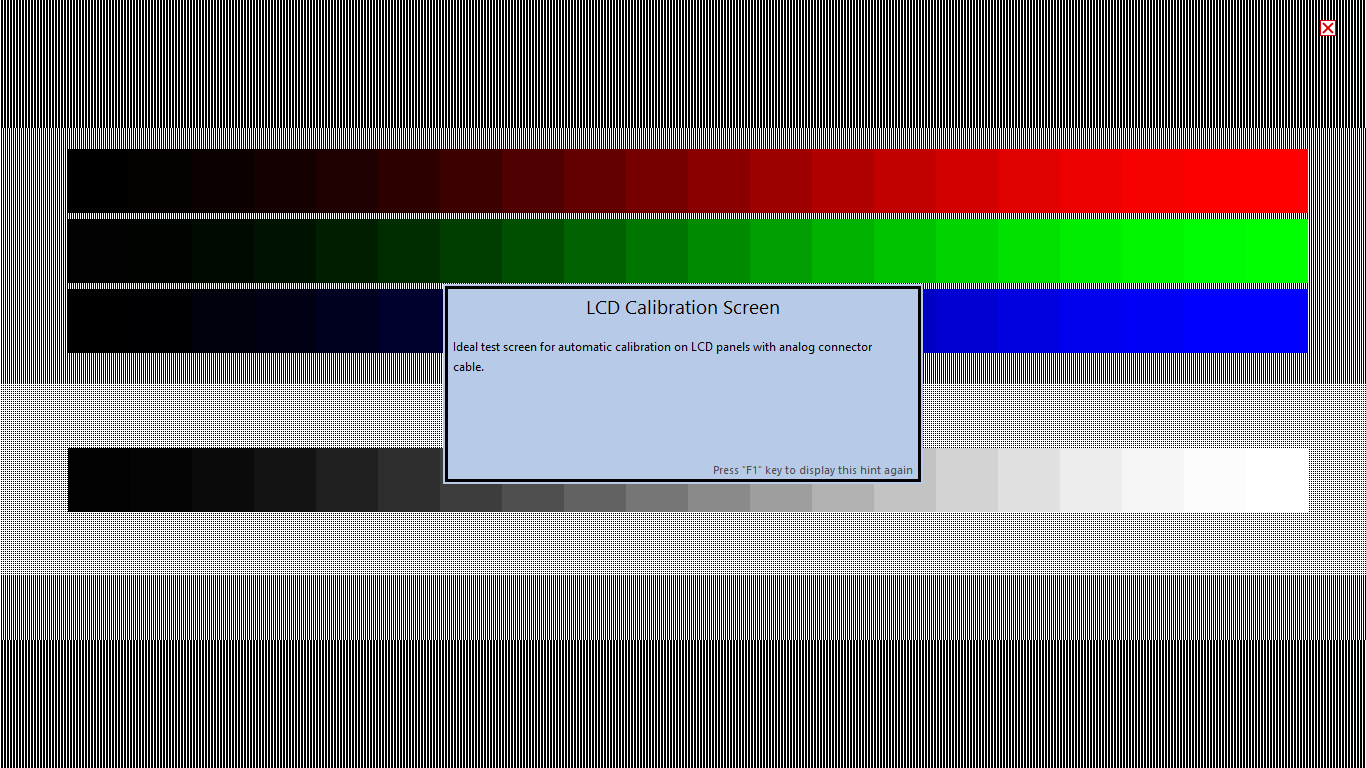 LCD Calibration Screen
Ideal test screen for automatic calibration on LCD panels with analog connector
cable.
Press "F1" key to display this hint again